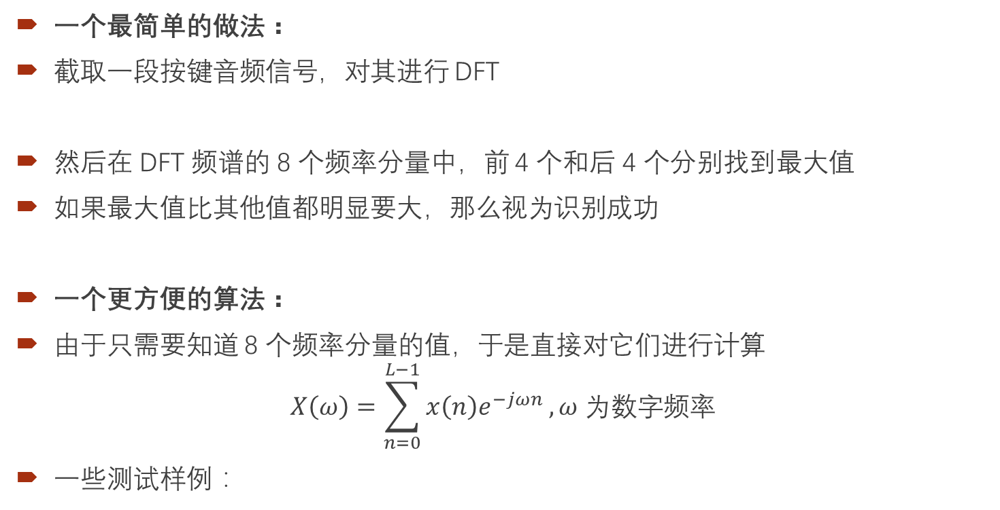 一个最简单的做法：
截取一段按键音频信号，对其进行 DFT
然后在 DFT 频谱的 8 个频率分量中，前 4 个和后 4 个分别找到最大值
如果最大值比其他值都明显要大，那么视为识别成功
一个更方便的算法：
由于只需要知道 8 个频率分量的值，于是直接对它们进行计算
X(ω) = ∑_{n=0}^{L−1} x(n)e^{−jωn} , ω 为数字频率
一些测试样例：